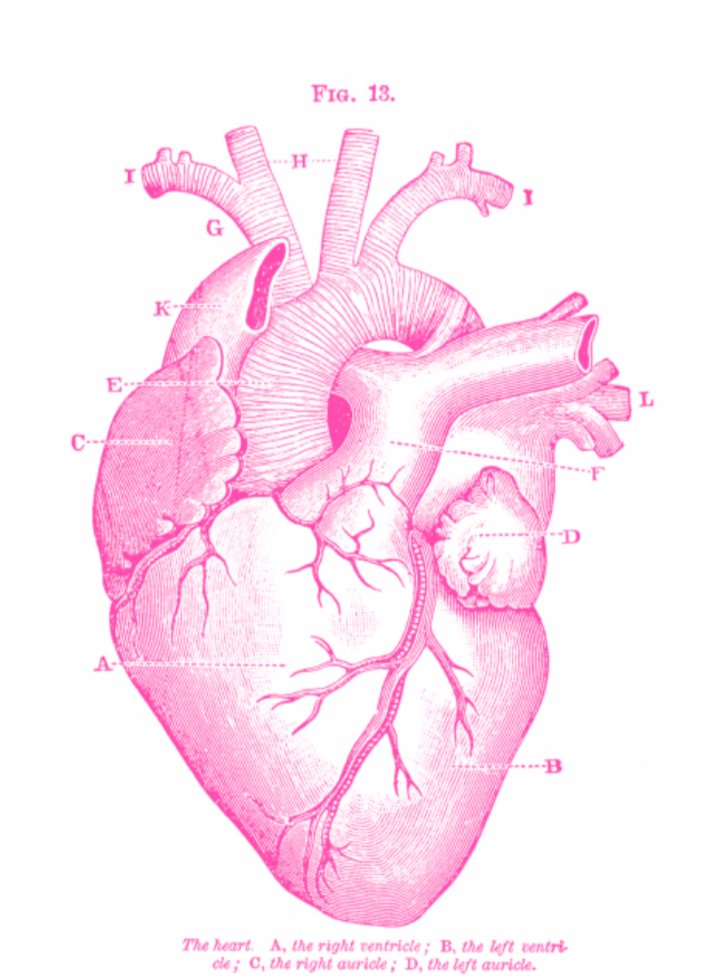 FIG. 13.
H
I
I
G
K
E
L
C
F
D
A
B
The heart A, the right ventricle; B, the left ventri-
cle; C, the right auricle; D, the left auricle.